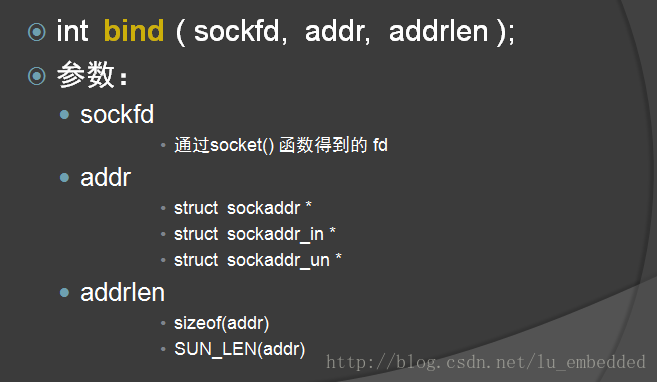 int bind ( sockfd, addr, addrlen );
参数：
sockfd
通过socket() 函数得到的 fd
addr
struct sockaddr *
struct sockaddr_in *
struct sockaddr_un *
addrlen
sizeof(addr)
SUN_LEN(addr)
http://blog.csdn.net/lu_embedded